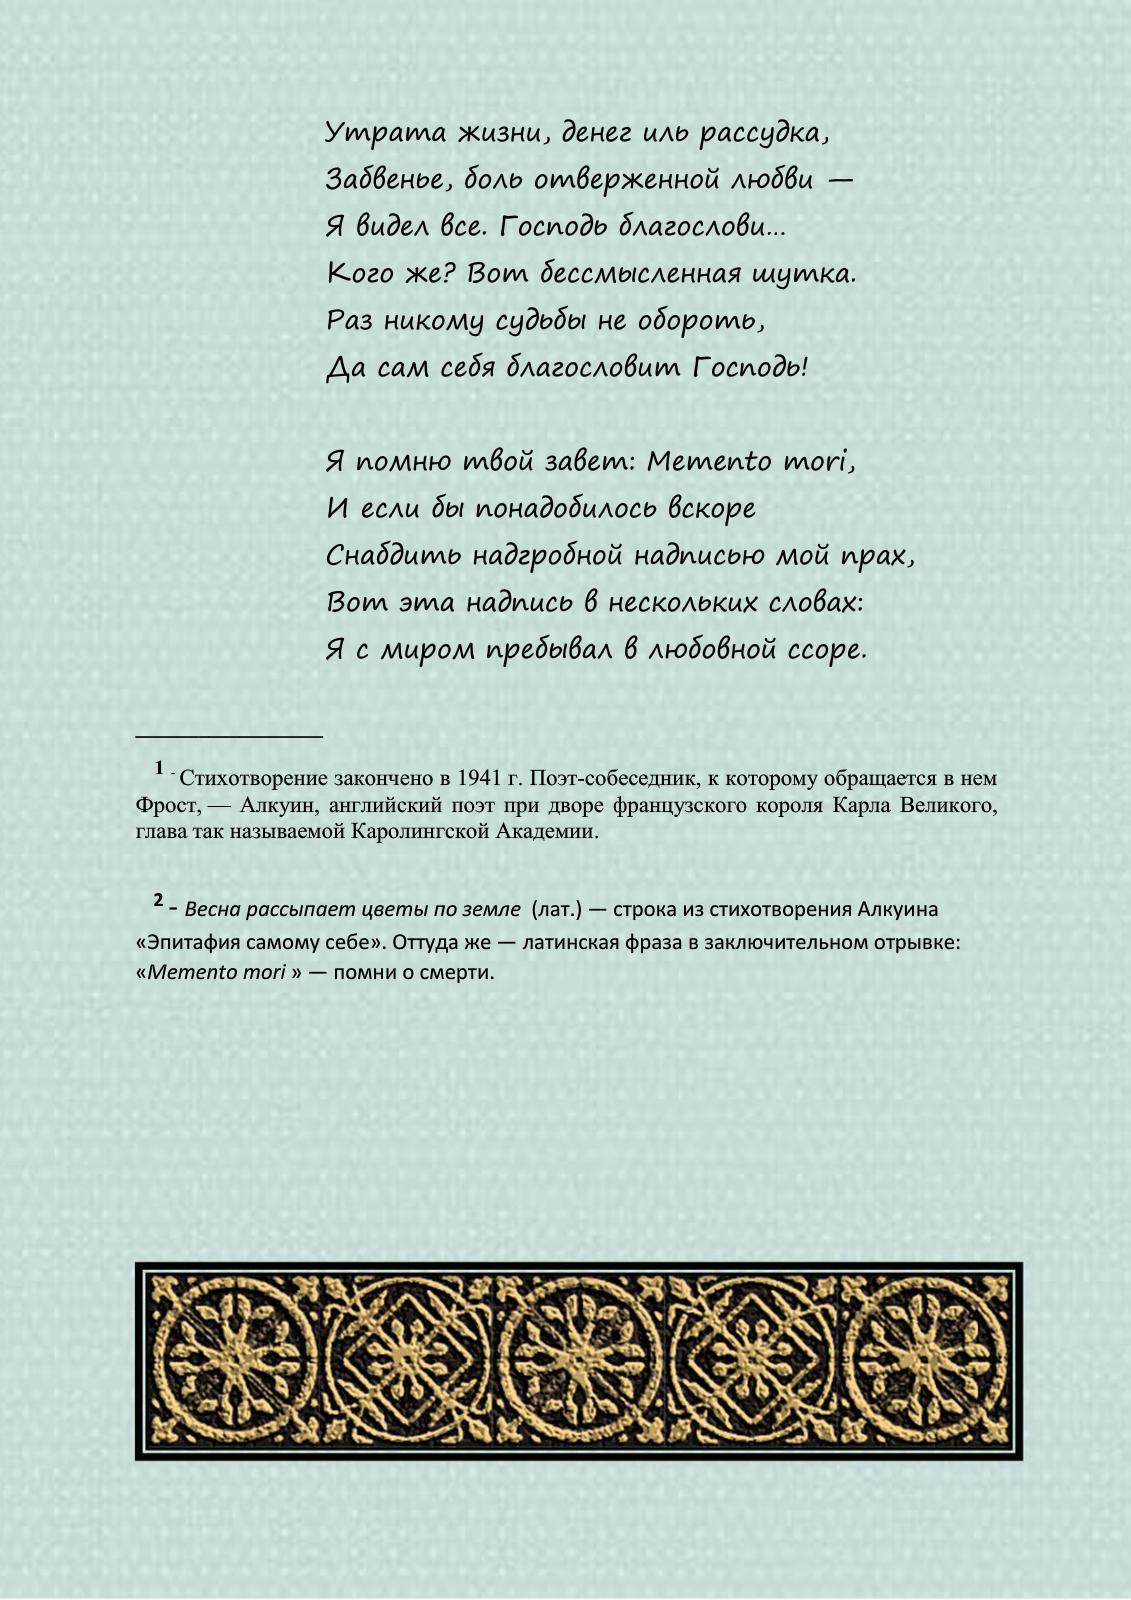 Утрата жизни, денег иль рассудка,
Забвенье, боль отверженной любви —
Я видел все. Господь благослови...
Кого же? Вот бессмысленная шутка.
Раз никому судьбы не обороть,
Да сам себя благословит Господь!
Я помню твой завет: Memento mori,
И если бы понадобилось вскоре
Снабдить надгробной надписью мой прах,
Вот эта надпись в нескольких словах:
Я с миром пребывал в любовной ссоре.
1 - Стихотворение закончено в 1941 г. Поэт-собеседник, к которому обращается в нем
Фрост, — Алкуин, английский поэт при дворе французского короля Карла Великого,
глава так называемой Каролингской Академии.
2 - Весна рассыпает цветы по земле (лат.) — строка из стихотворения Алкуина
«Эпитафия самому себе». Оттуда же — латинская фраза в заключительном отрывке:
«Memento mori » — помни о смерти.